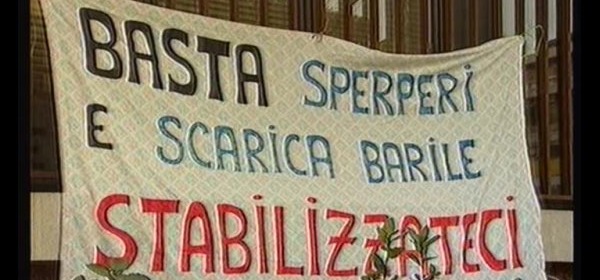 BASTA SPERPERI
E SCARICA BARILE
STABILIZZATECI